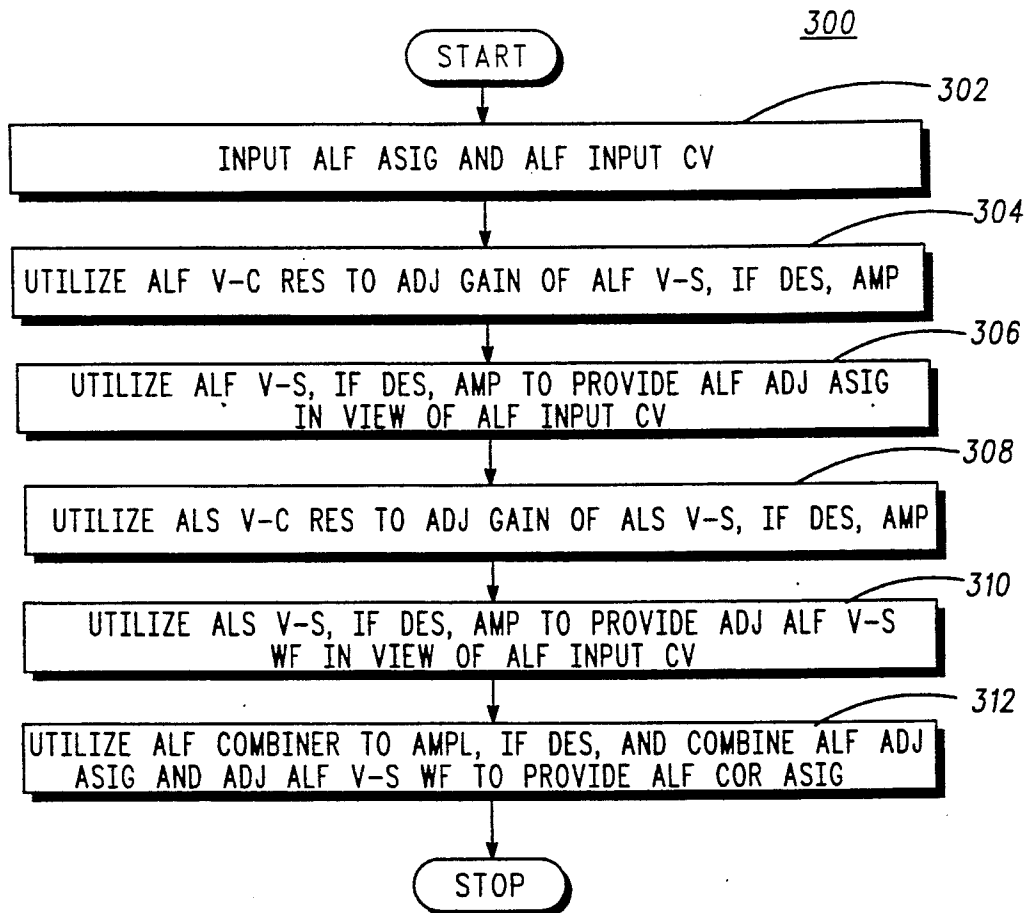 300
START
302
INPUT ALF ASIG AND ALF INPUT CV
304
UTILIZE ALF V-C RES TO ADJ GAIN OF ALF V-S, IF DES, AMP
306
UTILIZE ALF V-S, IF DES, AMP TO PROVIDE ALF ADJ ASIG
IN VIEW OF ALF INPUT CV
308
UTILIZE ALS V-C RES TO ADJ GAIN OF ALS V-S, IF DES, AMP
310
UTILIZE ALS V-S, IF DES, AMP TO PROVIDE ADJ ALF V-S
WF IN VIEW OF ALF INPUT CV
312
UTILIZE ALF COMBINER TO AMPL, IF DES, AND COMBINE ALF ADJ
ASIG AND ADJ ALF V-S WF TO PROVIDE ALF COR ASIG
STOP